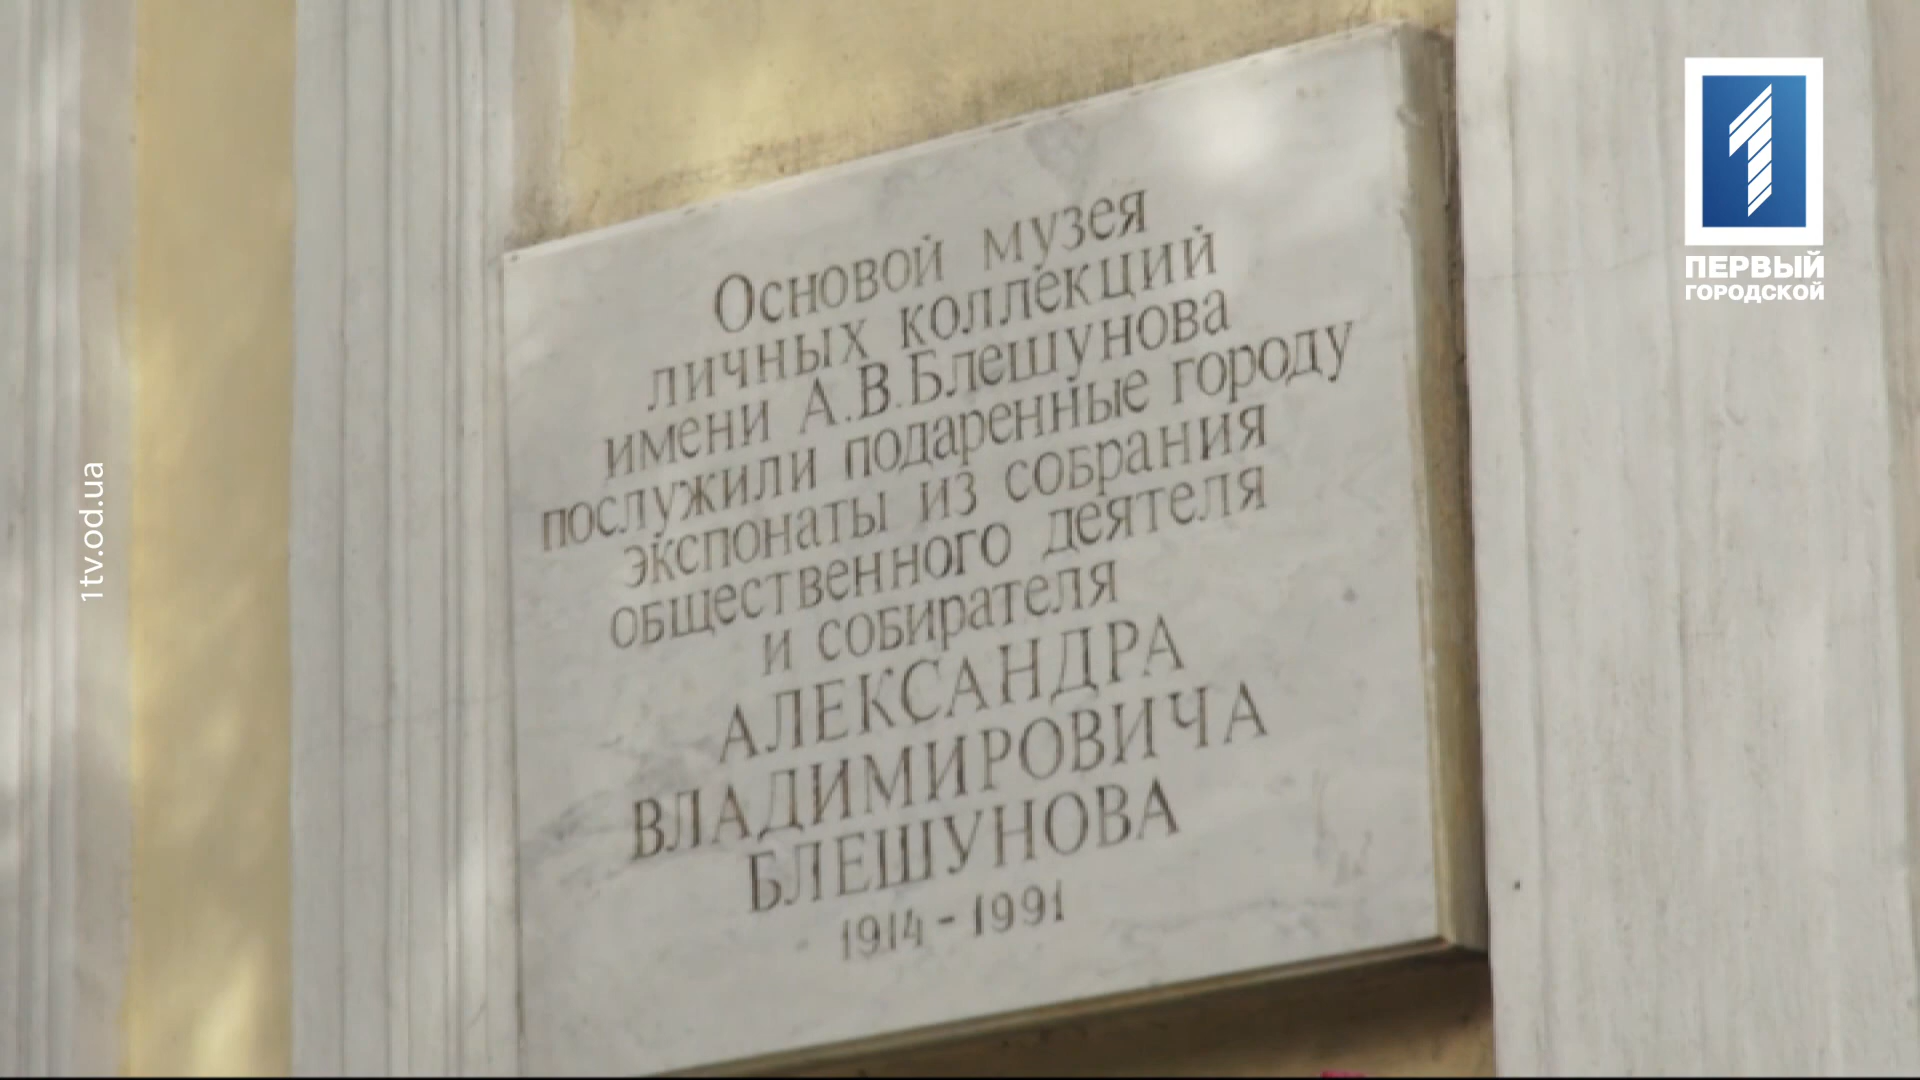 Основой музея
личных коллекций
имени А.В.Блешунова
послужили подаренные городу
экспонаты из собрания
общественного деятеля
и собирателя
АЛЕКСАНДРА
ВЛАДИМИРОВИЧА
БЛЕШУНОВА
1914-1991
1
ПЕРВЫЙ
ГОРОДСКОЙ
1tv.od.ua